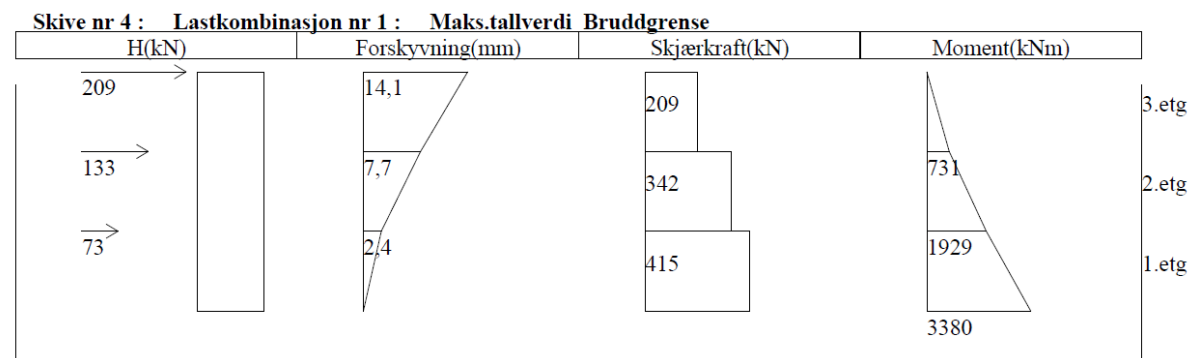 Skive nr 4 : Lastkombinasjon nr 1 : Maks.tallverdi Bruddgrense
H(kN) Forskyvning(mm) Skjærkraft(kN) Moment(kNm)
209 14,1 209 3.etg
133 7,7 342 731 2.etg
73 2,4 415 1929 1.etg
3380